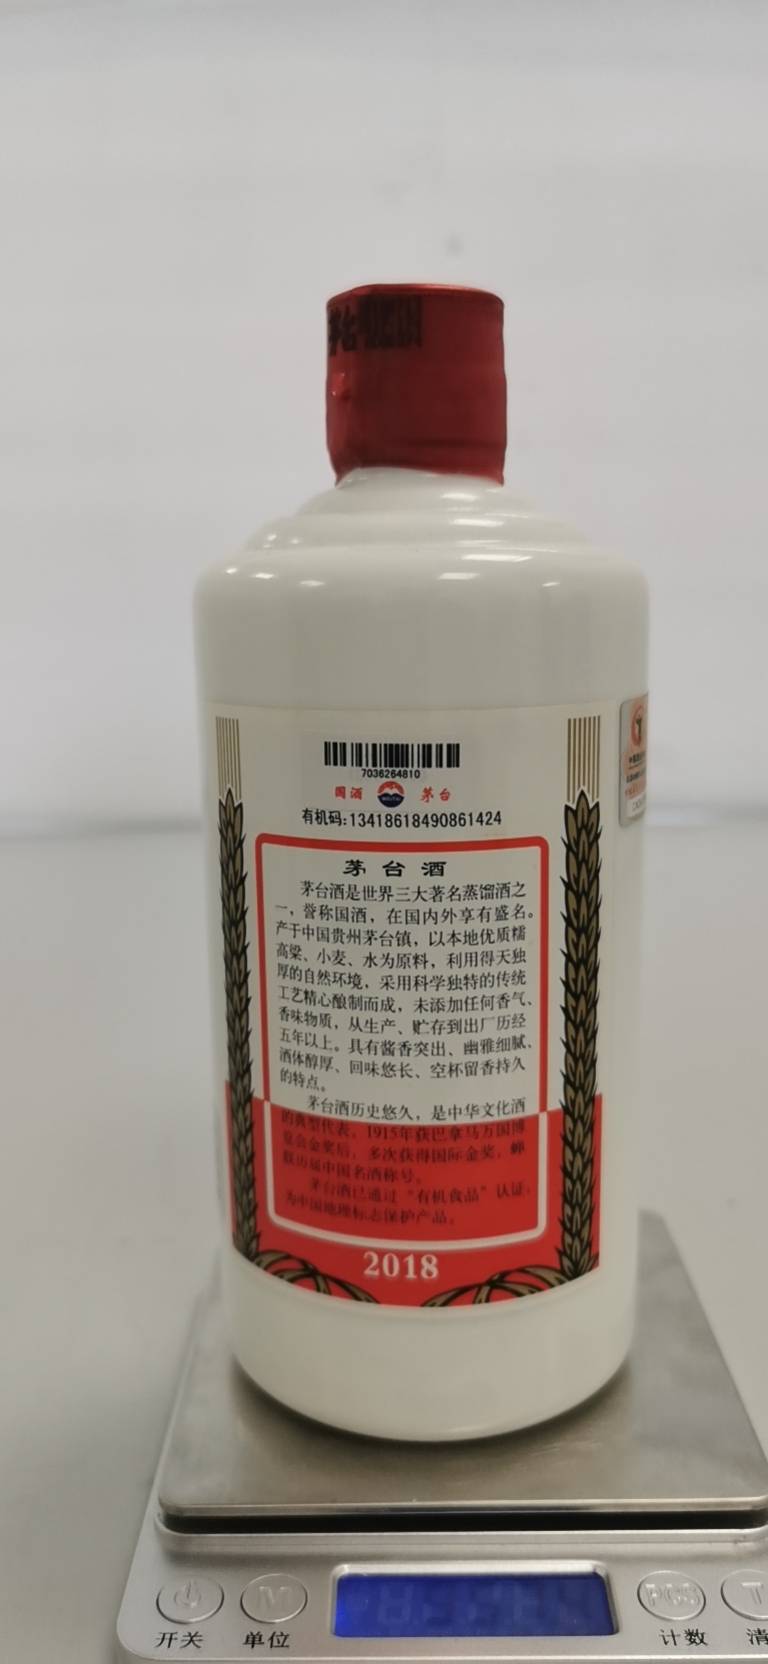 7036264810
国酒 茅台
有机码:13418618490861424
茅台酒
茅台酒是世界三大著名蒸馏酒之
一，誉称国酒，在国内外享有盛名。
产于中国贵州茅台镇，以本地优质糯
高粱、小麦、水为原料，利用得天独
厚的自然环境，采用科学独特的传统
工艺精心酿制而成，未添加任何香气、
香味物质，从生产、贮存到出厂历经
五年以上。具有酱香突出、幽雅细腻、
酒体醇厚、回味悠长、空杯留香持久
的特点。
茅台酒历史悠久，是中华文化酒
的典型代表。1915年获巴拿马万国博
览会金奖后，多次获得国际金奖，蝉
联历届中国名酒称号。
茅台酒已通过“有机食品”认证，
为中国地理标志保护产品。
2018
M PCS T
开关 单位 计数 清